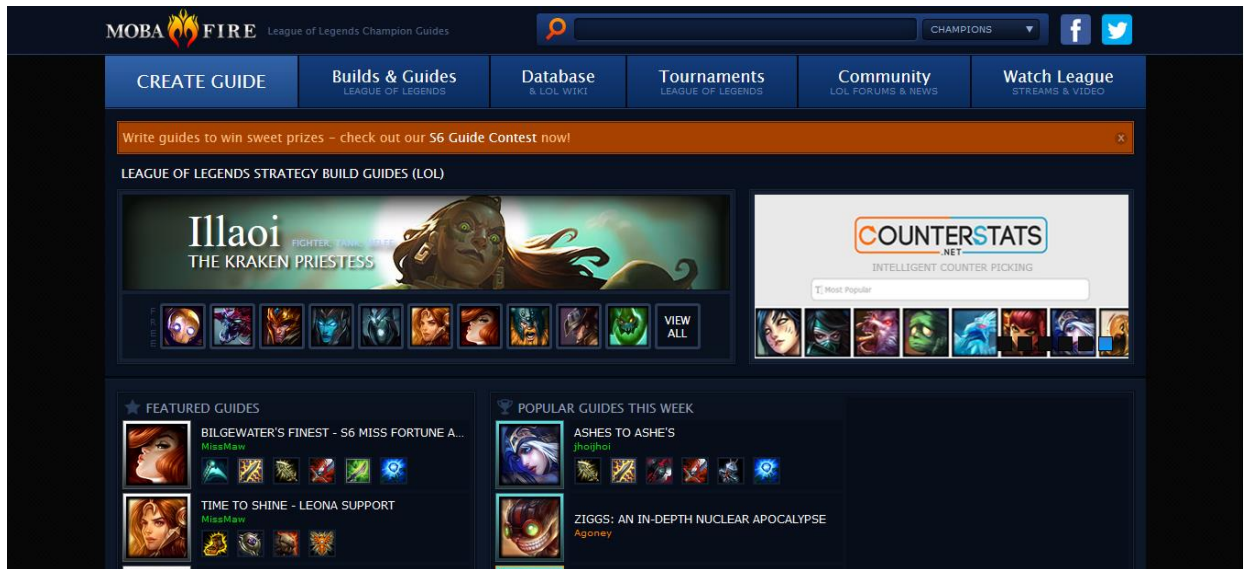 MOBA FIRE League of Legends Champion Guides
CHAMPIONS
CREATE GUIDE
Builds & Guides
LEAGUE OF LEGENDS
Database
& LOL WIKI
Tournaments
LEAGUE OF LEGENDS
Community
LOL FORUMS & NEWS
Watch League
STREAMS & VIDEO
Write guides to win sweet prizes – check out our S6 Guide Contest now!
x
LEAGUE OF LEGENDS STRATEGY BUILD GUIDES (LOL)
Illaoi FIGHTER, TANK,
THE KRAKEN PRIESTESS
FREE
VIEW
ALL
COUNTERSTATS
.NET
INTELLIGENT COUNTER PICKING
Most Popular
FEATURED GUIDES
BILGEWATER'S FINEST - S6 MISS FORTUNE A...
MissMaw
TIME TO SHINE - LEONA SUPPORT
MissMaw
POPULAR GUIDES THIS WEEK
ASHES TO ASHE'S
jhoijhoi
ZIGGS: AN IN-DEPTH NUCLEAR APOCALYPSE
Agoney